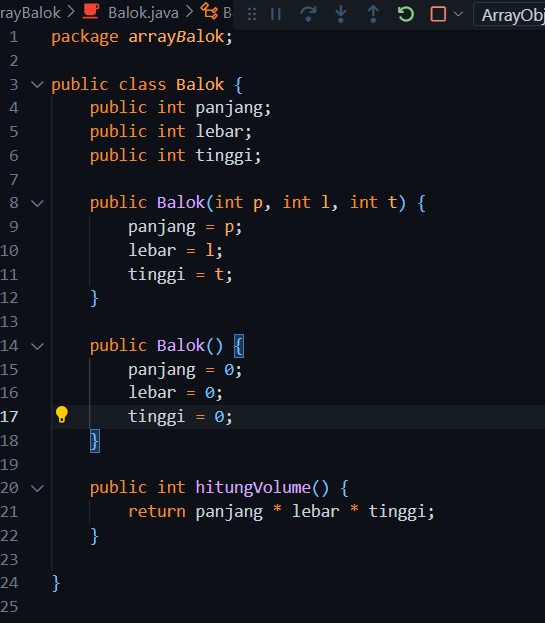 rayBalok > Balok.java > B
ArrayObj
1 package arrayBalok;
2
3 public class Balok {
4 public int panjang;
5 public int lebar;
6 public int tinggi;
7
8 public Balok(int p, int l, int t) {
9 panjang = p;
10 lebar = l;
11 tinggi = t;
12 }
13
14 public Balok() {
15 panjang = 0;
16 lebar = 0;
17 tinggi = 0;
18 }
19
20 public int hitungVolume() {
21 return panjang * lebar * tinggi;
22 }
23
24 }
25